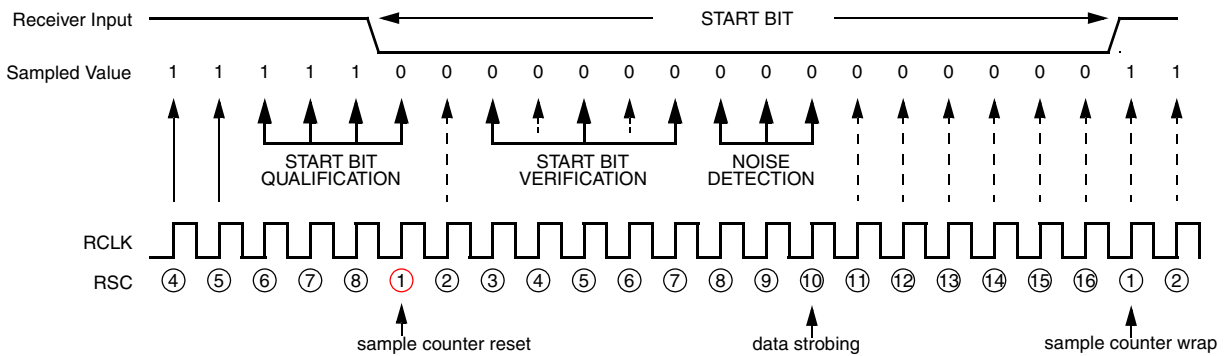 Receiver Input START BIT
Sampled Value 1 1 1 1 1 0 0 0 0 0 0 0 0 0 0 0 0 0 0 0 0 1 1
START BIT START BIT NOISE
QUALIFICATION VERIFICATION DETECTION
RCLK
RSC 4 5 6 7 8 1 2 3 4 5 6 7 8 9 10 11 12 13 14 15 16 1 2
sample counter reset data strobing sample counter wrap